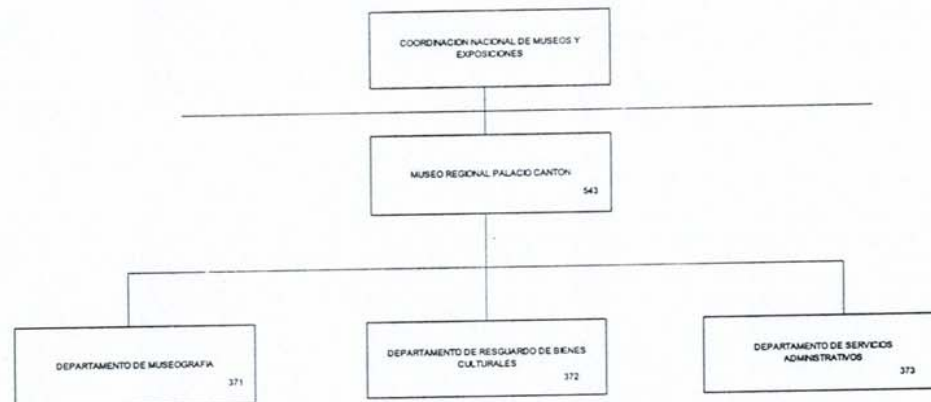 COORDINACION NACIONAL DE MUSEOS Y
EXPOSICIONES
MUSEO REGIONAL PALACIO CANTON
543
DEPARTAMENTO DE MUSEOGRAFIA
371
DEPARTAMENTO DE RESGUARDO DE BIENES
CULTURALES
372
DEPARTAMENTO DE SERVICIOS
ADMINISTRATIVOS
373